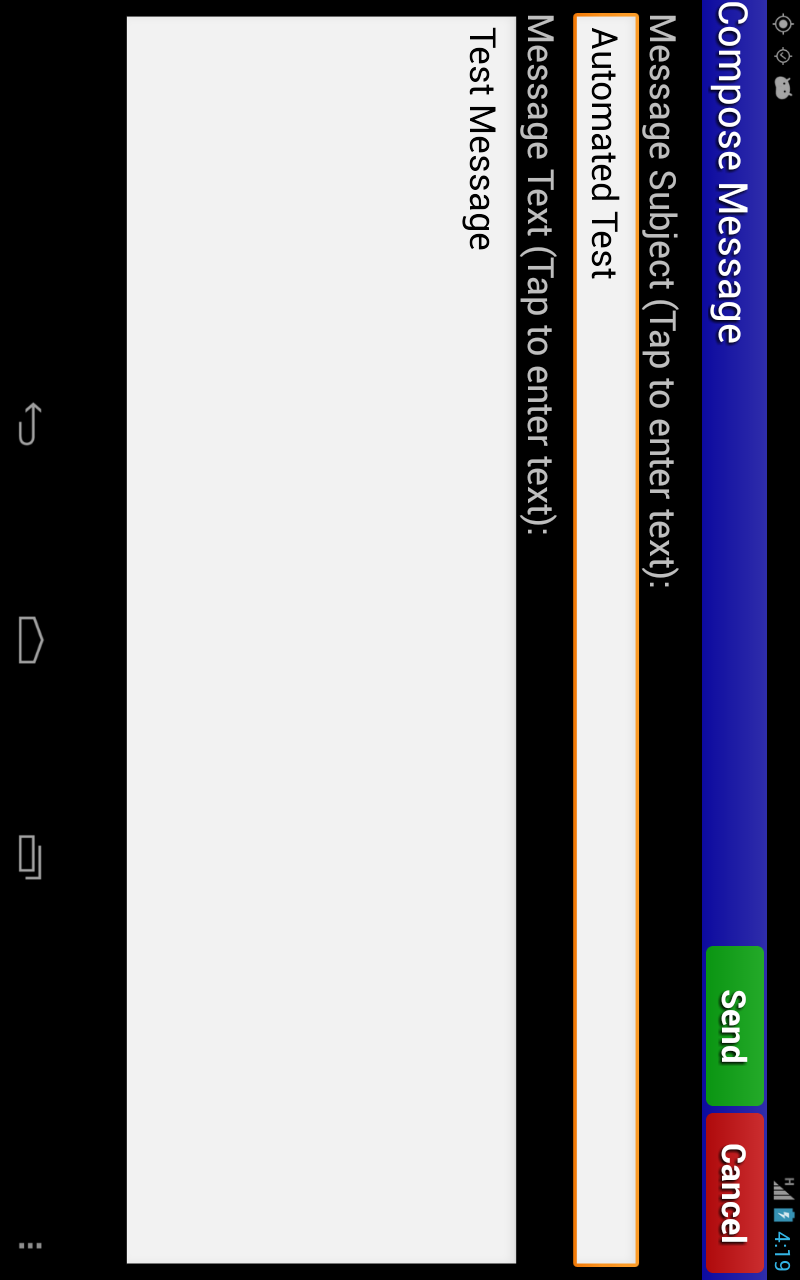 H 4:19
Compose Message
Send
Cancel
Message Subject (Tap to enter text):
Automated Test
Message Text (Tap to enter text):
Test Message